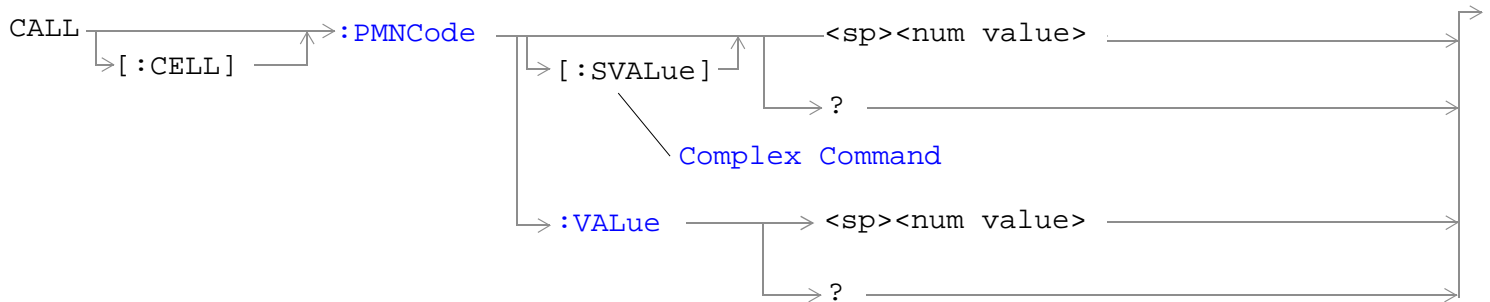 CALL :PMNCode <sp><num value>
[:CELL] [:SVALue]
?
Complex Command
:VALue <sp><num value>
?